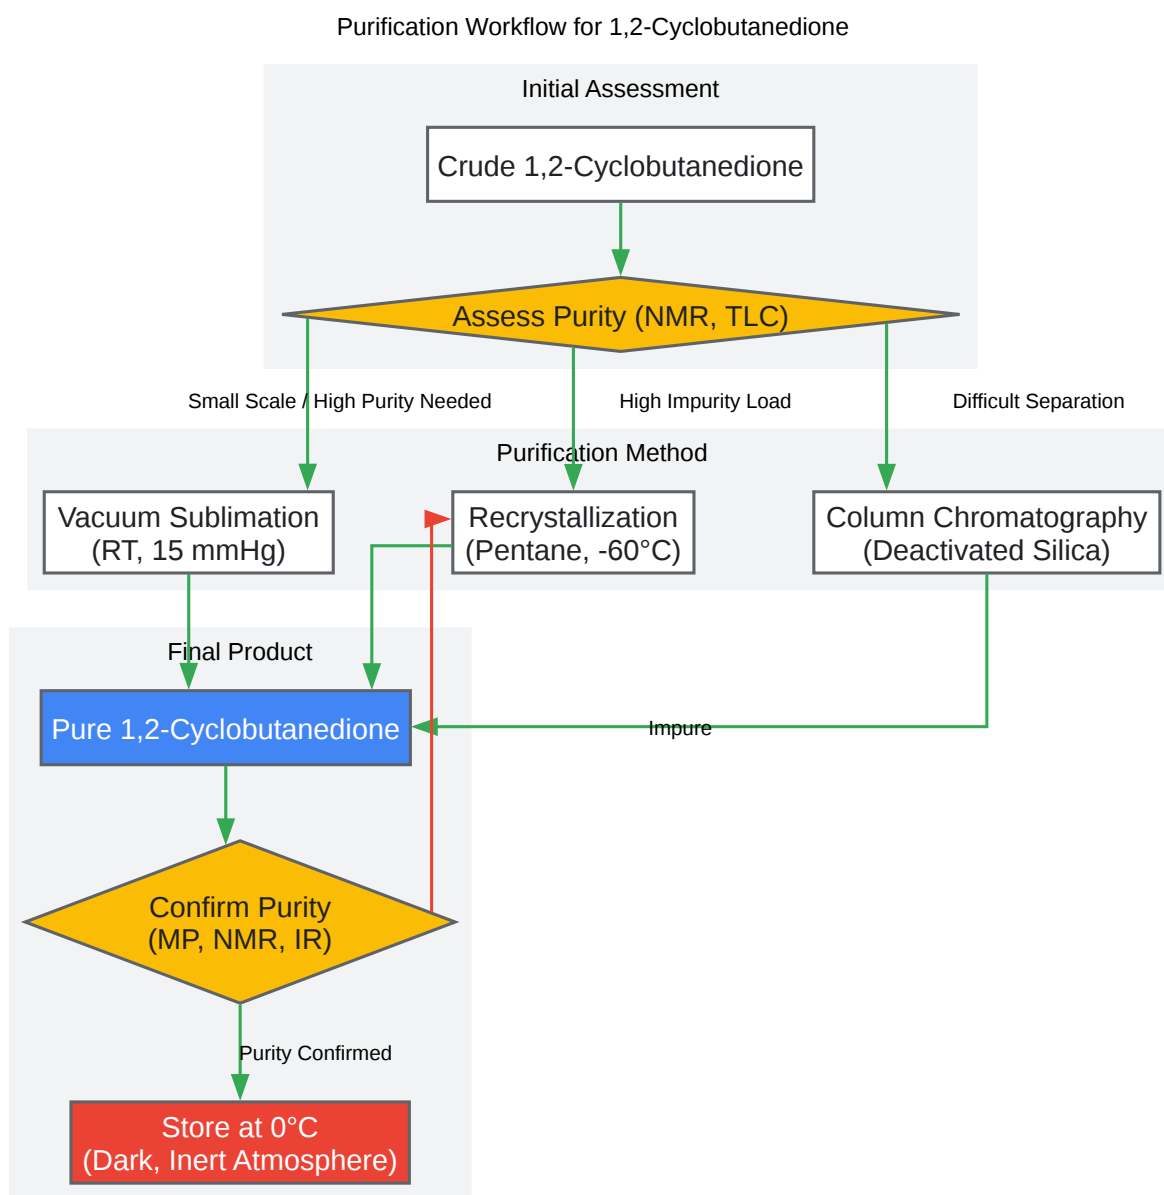 Purification Workflow for 1,2-Cyclobutanedione
Initial Assessment
Crude 1,2-Cyclobutanedione
Assess Purity (NMR, TLC)
Small Scale / High Purity Needed
High Impurity Load
Difficult Separation
Purification Method
Vacuum Sublimation
(RT, 15 mmHg)
Recrystallization
(Pentane, -60°C)
Column Chromatography
(Deactivated Silica)
Final Product
Pure 1,2-Cyclobutanedione
Impure
Confirm Purity
(MP, NMR, IR)
Purity Confirmed
Store at 0°C
(Dark, Inert Atmosphere)